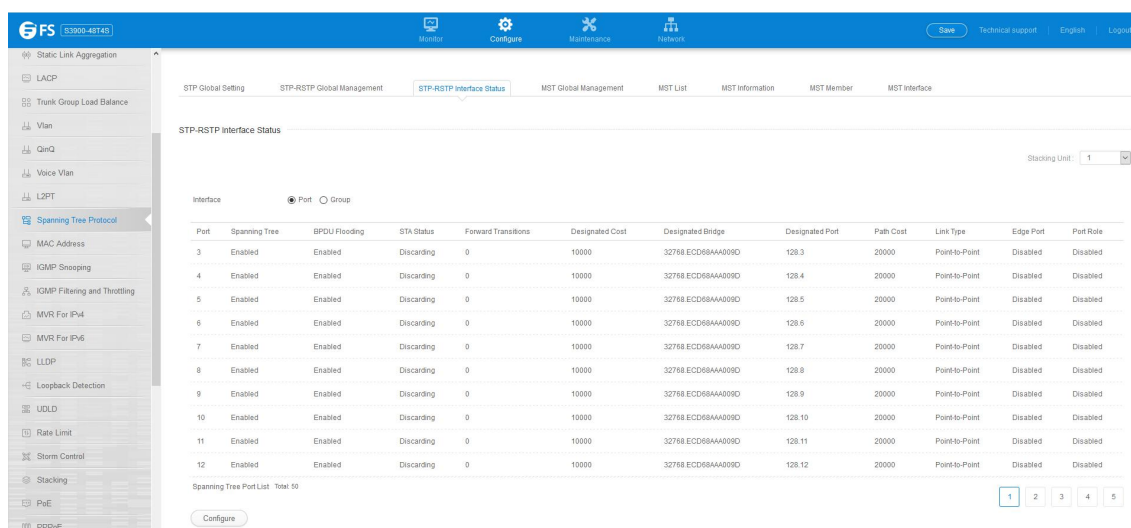 FS S3900-48T4S
Monitor Configure Maintenance Network
Save Technical support | English | Logout
Static Link Aggregation
LACP
Trunk Group Load Balance
Vlan
QinQ
Voice Vlan
L2PT
Spanning Tree Protocol
MAC Address
IGMP Snooping
IGMP Filtering and Throttling
MVR For IPv4
MVR For IPv6
LLDP
Loopback Detection
UDLD
Rate Limit
Storm Control
Stacking
PoE
PPPoE
STP Global Setting STP-RSTP Global Management STP-RSTP Interface Status MST Global Management MST List MST Information MST Member MST Interface
STP-RSTP Interface Status
Stacking Unit: 1
Interface Port Group
Port Spanning Tree BPDU Flooding STA Status Forward Transitions Designated Cost Designated Bridge Designated Port Path Cost Link Type Edge Port Port Role
3 Enabled Enabled Discarding 0 10000 32768.ECD68AAA009D 128.3 20000 Point-to-Point Disabled Disabled
4 Enabled Enabled Discarding 0 10000 32768.ECD68AAA009D 128.4 20000 Point-to-Point Disabled Disabled
5 Enabled Enabled Discarding 0 10000 32768.ECD68AAA009D 128.5 20000 Point-to-Point Disabled Disabled
6 Enabled Enabled Discarding 0 10000 32768.ECD68AAA009D 128.6 20000 Point-to-Point Disabled Disabled
7 Enabled Enabled Discarding 0 10000 32768.ECD68AAA009D 128.7 20000 Point-to-Point Disabled Disabled
8 Enabled Enabled Discarding 0 10000 32768.ECD68AAA009D 128.8 20000 Point-to-Point Disabled Disabled
9 Enabled Enabled Discarding 0 10000 32768.ECD68AAA009D 128.9 20000 Point-to-Point Disabled Disabled
10 Enabled Enabled Discarding 0 10000 32768.ECD68AAA009D 128.10 20000 Point-to-Point Disabled Disabled
11 Enabled Enabled Discarding 0 10000 32768.ECD68AAA009D 128.11 20000 Point-to-Point Disabled Disabled
12 Enabled Enabled Discarding 0 10000 32768.ECD68AAA009D 128.12 20000 Point-to-Point Disabled Disabled
Spanning Tree Port List Total: 50
1 2 3 4 5
Configure